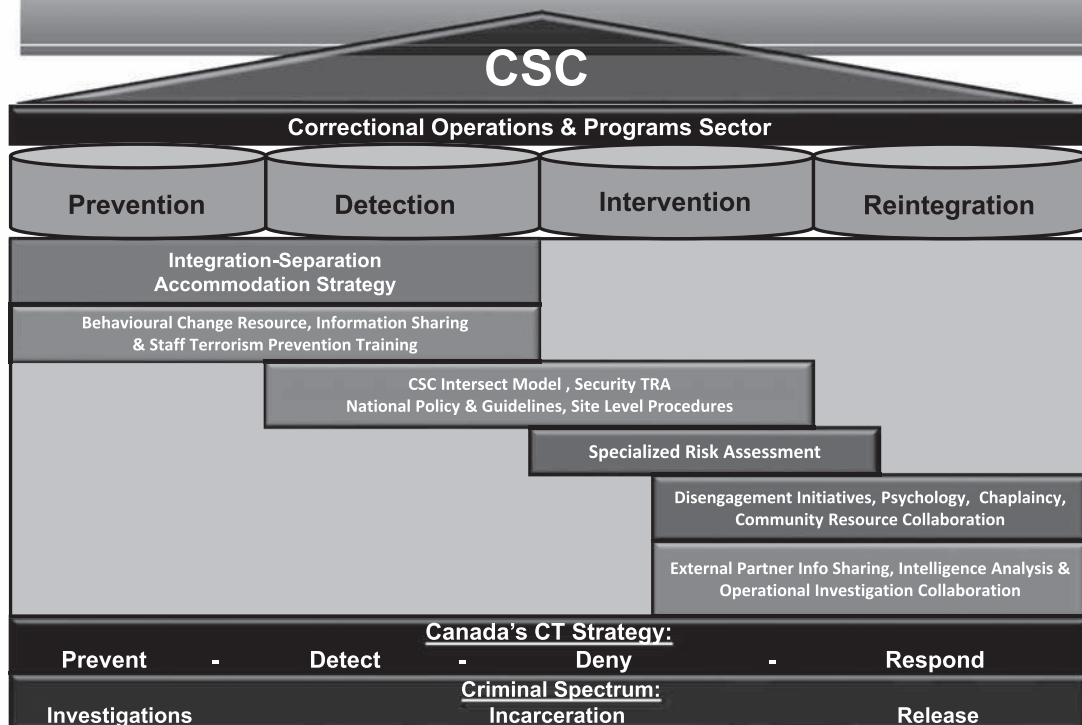 CSC
Correctional Operations & Programs Sector
Prevention
Detection
Intervention
Reintegration
Integration-Separation
Accommodation Strategy
Behavioural Change Resource, Information Sharing
& Staff Terrorism Prevention Training
CSC Intersect Model , Security TRA
National Policy & Guidelines, Site Level Procedures
Specialized Risk Assessment
Disengagement Initiatives, Psychology, Chaplaincy,
Community Resource Collaboration
External Partner Info Sharing, Intelligence Analysis &
Operational Investigation Collaboration
Canada's CT Strategy:
Prevent - Detect - Deny - Respond
Criminal Spectrum:
Investigations Incarceration Release